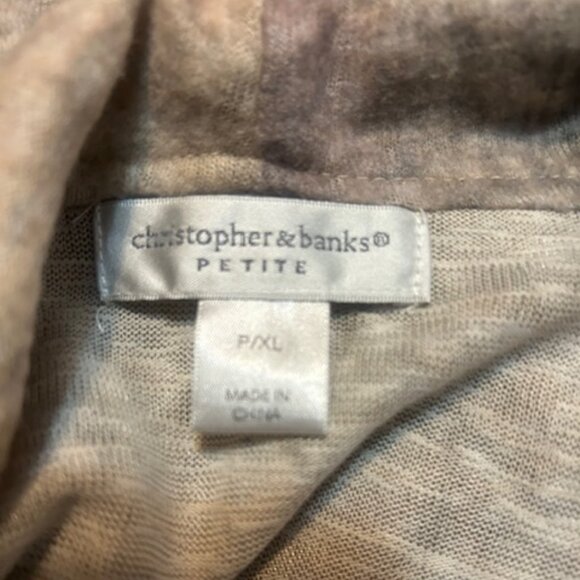 christopher & banks®
PETITE
P/XL
MADE IN
CHINA